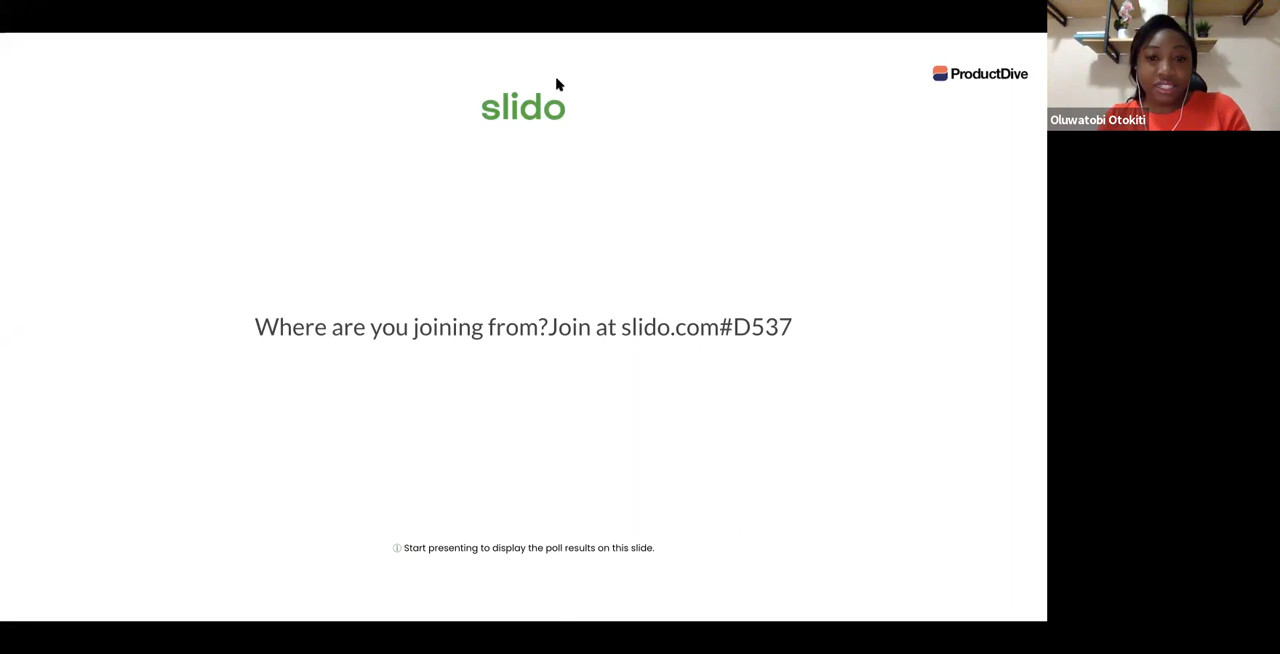 ProductDive
slido
Oluwatobi Otokiti
Where are you joining from?Join at slido.com#D537
Start presenting to display the poll results on this slide.